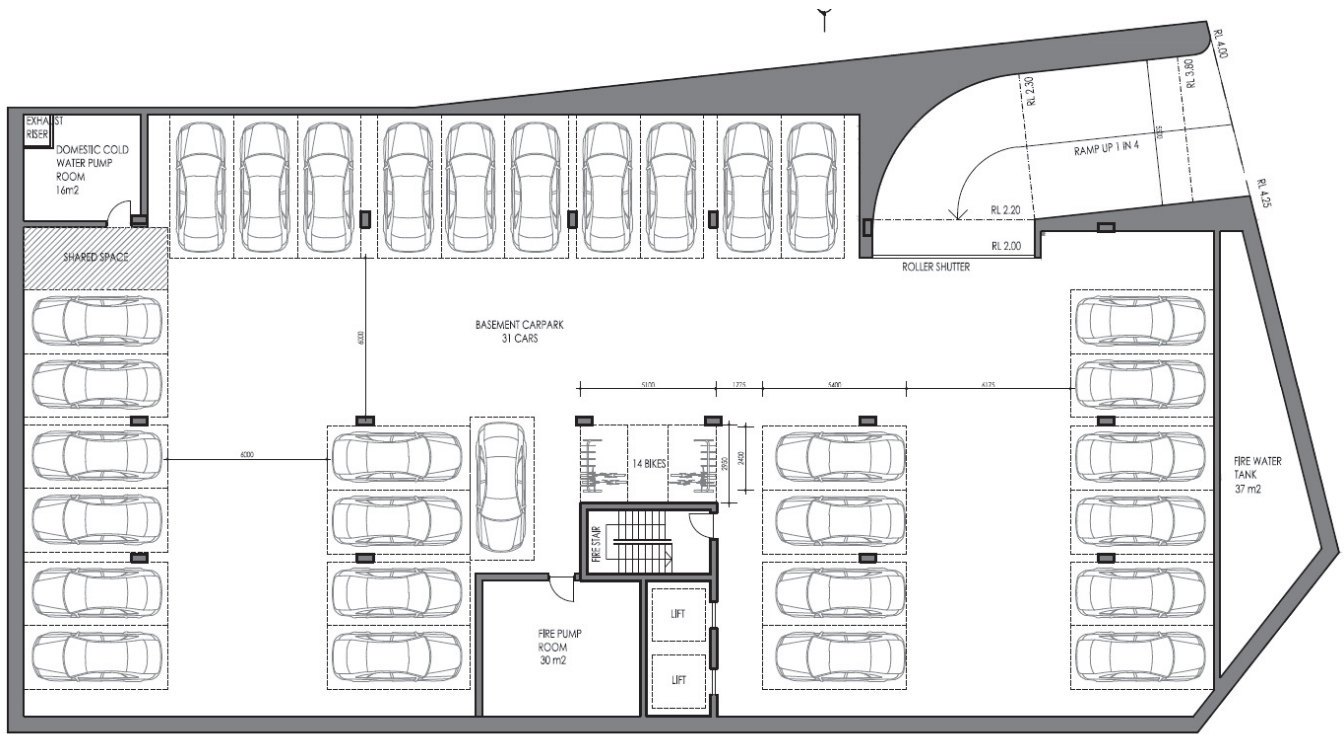 RL 4.00
RL 3.80
RL 2.30
EXHAUST
RISER
DOMESTIC COLD
WATER PUMP
ROOM
16m2
RAMP UP 1 IN 4
RL 4.25
RL 2.20
RL 2.00
SHARED SPACE
ROLLER SHUTTER
BASEMENT CARPARK
31 CARS
6000
5100
1775
5400
6175
6000
14 BIKES
2950
2400
FIRE WATER
TANK
37 m2
FIRE STAIR
LIFT
FIRE PUMP
ROOM
30 m2
LIFT